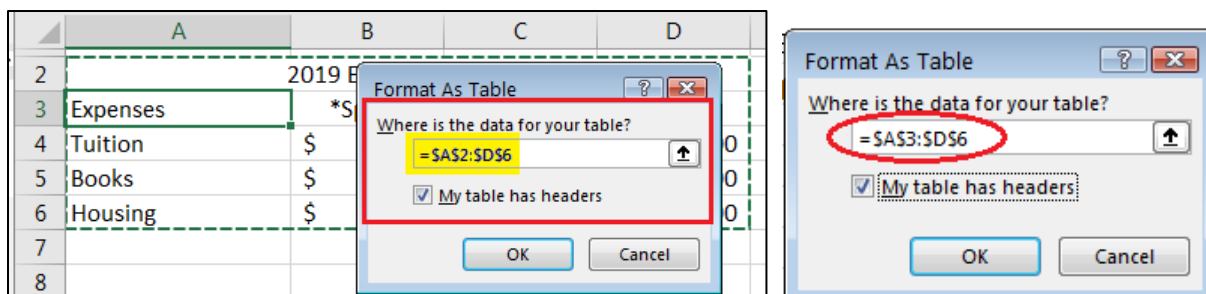 A B C D
2 2019 E
3 Expenses *S
4 Tuition $ 0
5 Books $ 0
6 Housing $ 0
7
8
Format As Table
Where is the data for your table?
=$A$2:$D$6
My table has headers
OK Cancel
Format As Table
Where is the data for your table?
=$A$3:$D$6
My table has headers
OK Cancel